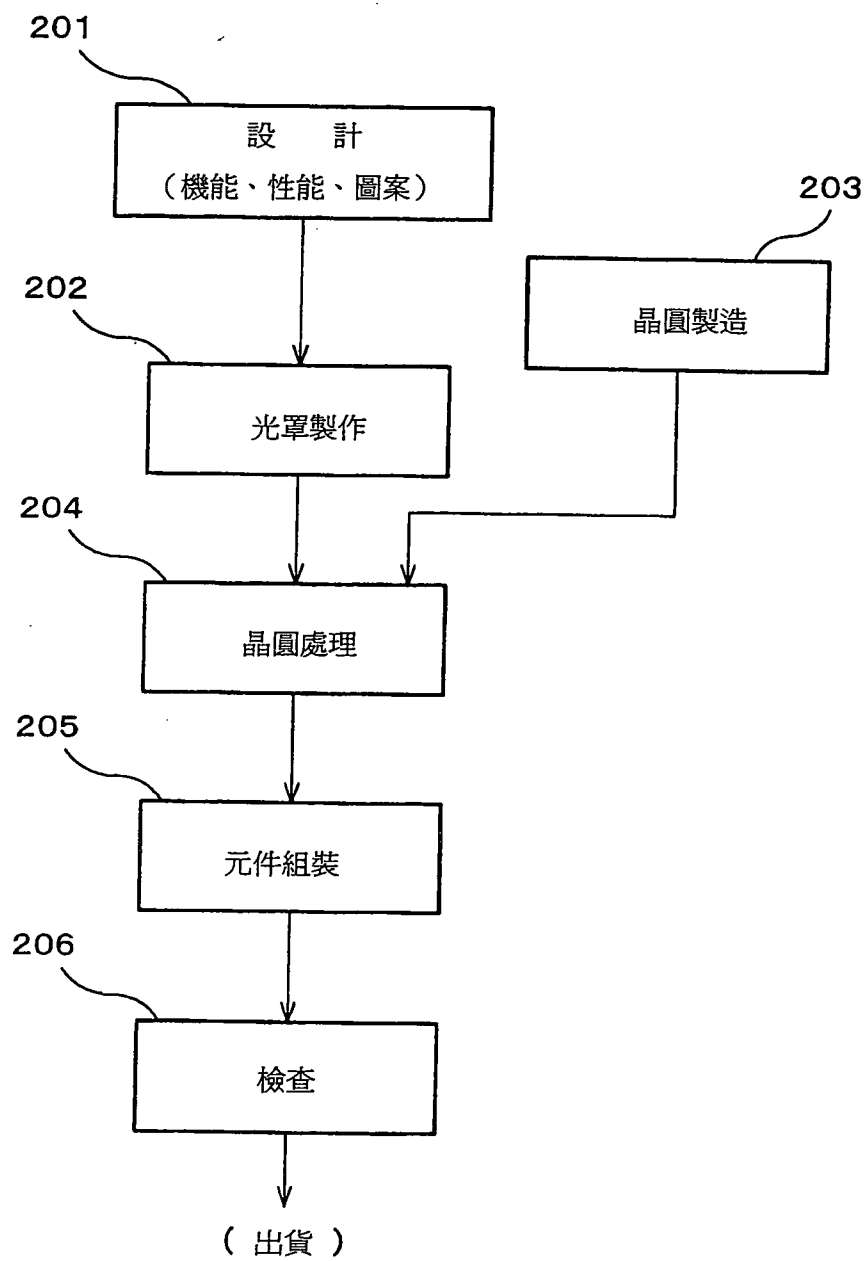 201
設 計
（機能、性能、圖案）
203
202
晶圓製造
光罩製作
204
晶圓處理
205
元件組裝
206
檢查
( 出貨 )